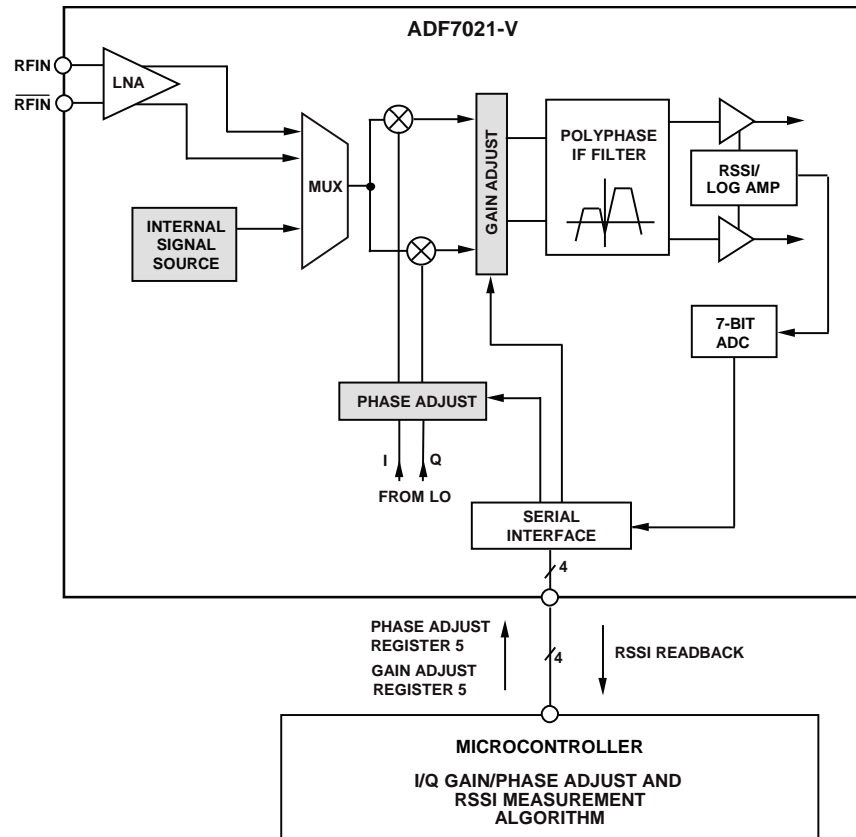 ADF7021-V
RFIN
RFIN
LNA
MUX
INTERNAL
SIGNAL
SOURCE
GAIN ADJUST
POLYPHASE
IF FILTER
RSSI/
LOG AMP
7-BIT
ADC
PHASE ADJUST
I
Q
FROM LO
SERIAL
INTERFACE
4
PHASE ADJUST
REGISTER 5
GAIN ADJUST
REGISTER 5
4
RSSI READBACK
MICROCONTROLLER
I/Q GAIN/PHASE ADJUST AND
RSSI MEASUREMENT
ALGORITHM